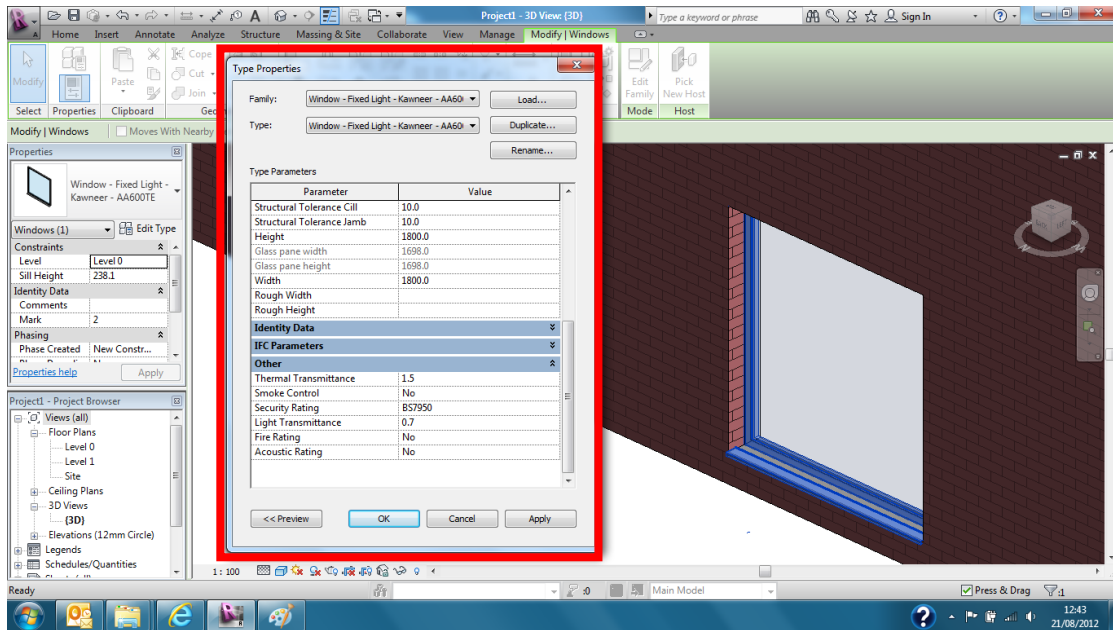 Project1 - 3D View: {3D}
Type a keyword or phrase
Sign In
Home Insert Annotate Analyze Structure Massing & Site Collaborate View Manage Modify | Windows
Modify
Paste
Cope
Cut
Join
Edit Family
Pick New Host
Select Properties Clipboard Geo Mode Host
Modify | Windows Moves With Nearby
Properties
Window - Fixed Light - Kawneer - AA600TE
Windows (1) Edit Type
Constraints
Level Level 0
Sill Height 238.1
Identity Data
Comments
Mark 2
Phasing
Phase Created New Constr...
Properties help Apply
Project1 - Project Browser
Views (all)
Floor Plans
Level 0
Level 1
Site
Ceiling Plans
3D Views
{3D}
Elevations (12mm Circle)
Legends
Schedules/Quantities
Type Properties
Family: Window - Fixed Light - Kawneer - AA60 Load...
Type: Window - Fixed Light - Kawneer - AA60 Duplicate...
Rename...
Type Parameters
Parameter Value
Structural Tolerance Cill 10.0
Structural Tolerance Jamb 10.0
Height 1800.0
Glass pane width 1698.0
Glass pane height 1698.0
Width 1800.0
Rough Width
Rough Height
Identity Data
IFC Parameters
Other
Thermal Transmittance 1.5
Smoke Control No
Security Rating BS7950
Light Transmittance 0.7
Fire Rating No
Acoustic Rating No
<< Preview OK Cancel Apply
1 : 100
Ready
:0
Main Model
Press & Drag
:1
12:43
21/08/2012